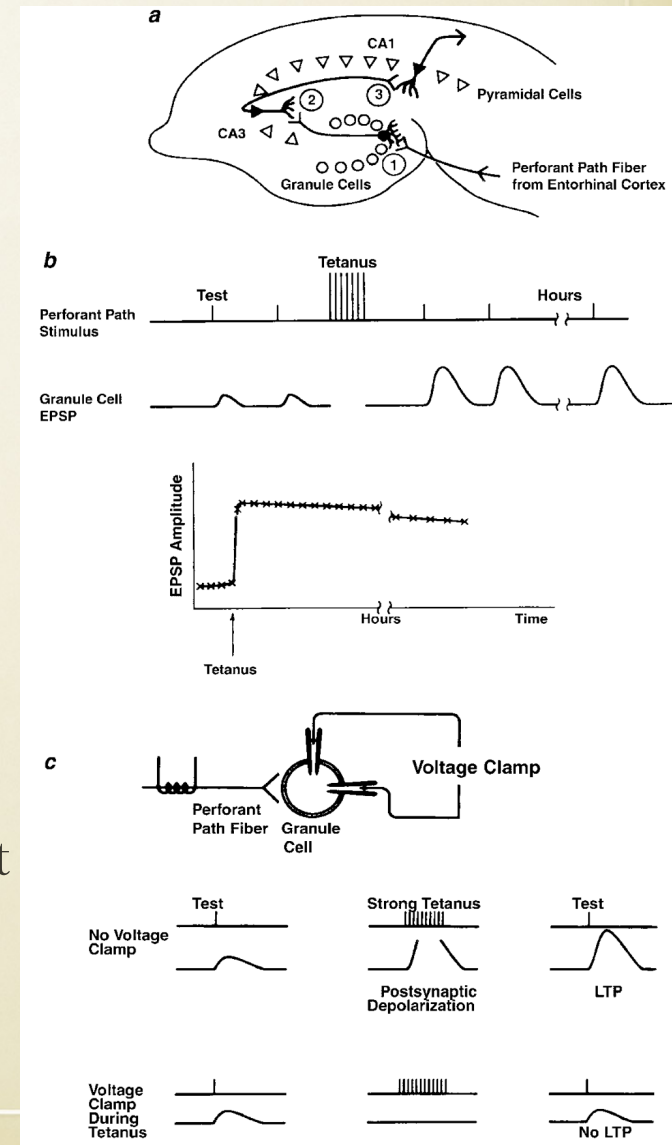 a
CA1
Pyramidal Cells
2
3
CA3
1
Granule Cells
Perforant Path Fiber
from Entorhinal Cortex
b
Tetanus
Test
Hours
Perforant Path
Stimulus
Granule Cell
EPSP
EPSP Amplitude
Hours
Time
Tetanus
c
Voltage Clamp
Perforant
Path Fiber
Granule
Cell
t
Test
Strong Tetanus
Test
No Voltage
Clamp
Postsynaptic
Depolarization
LTP
Voltage
Clamp
During
Tetanus
No LTP